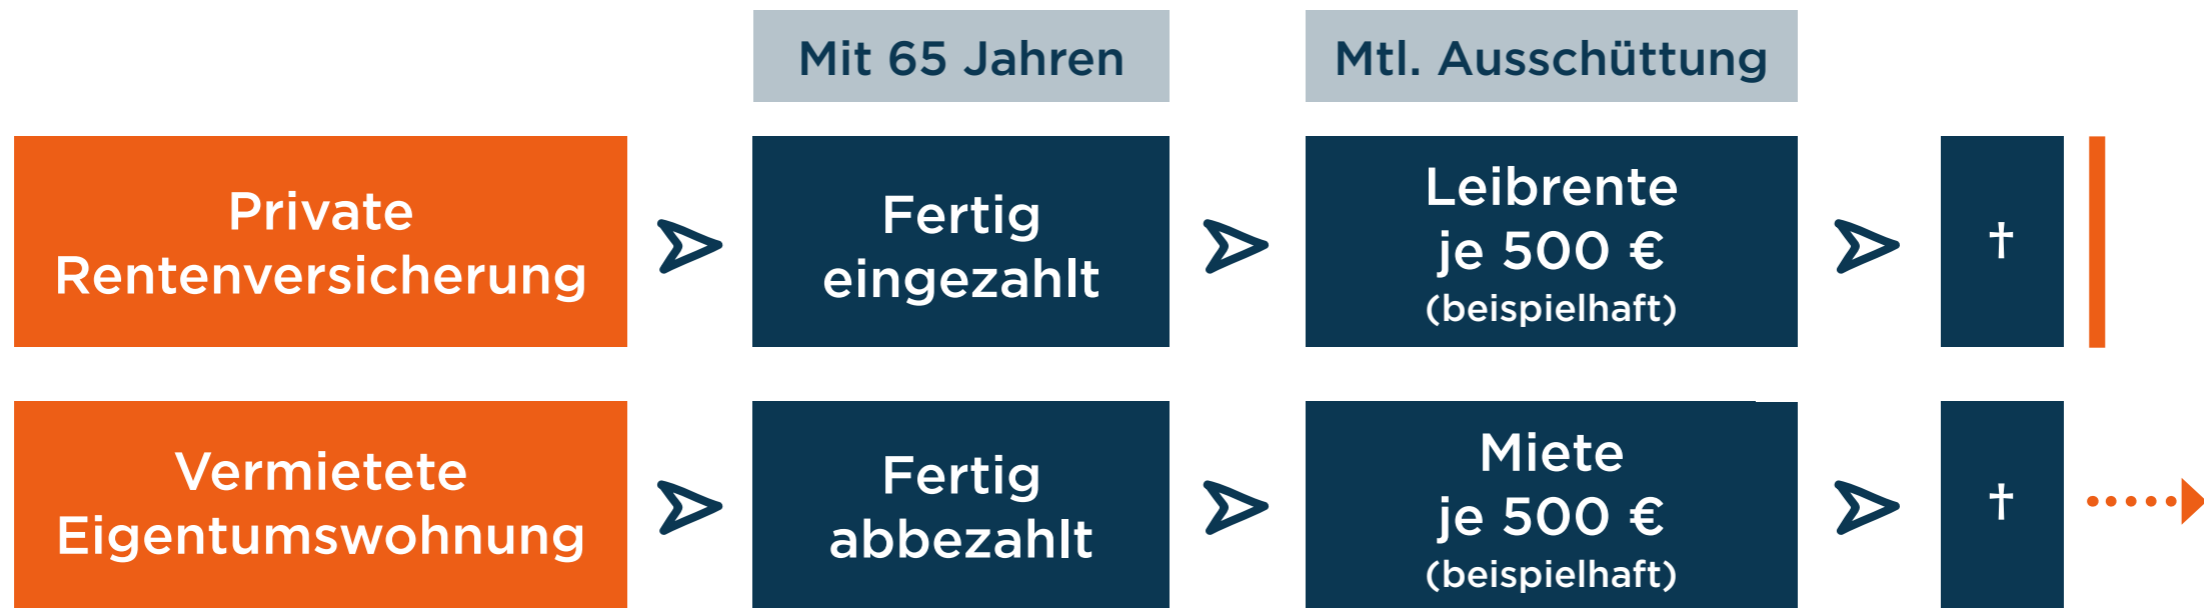 Mit 65 Jahren
Mtl. Ausschüttung
Private
Rentenversicherung
Fertig
eingezahlt
Leibrente
je 500 €
(beispielhaft)
†
Vermietete
Eigentumswohnung
Fertig
abbezahlt
Miete
je 500 €
(beispielhaft)
†